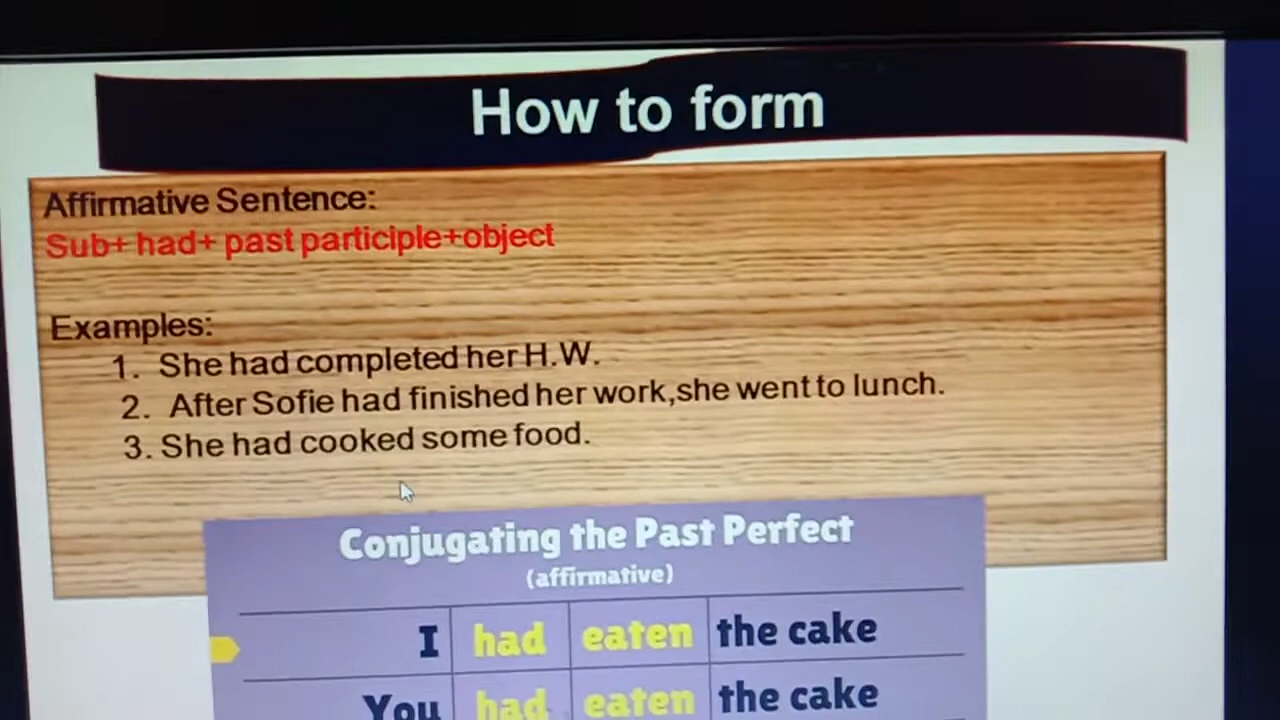 How to form
Affirmative Sentence:
Sub+ had+ past participle+object
Examples:
1. She had completed her H.W.
2. After Sofie had finished her work,she went to lunch.
3. She had cooked some food.
Conjugating the Past Perfect
(affirmative)
I had eaten the cake
You had eaten the cake